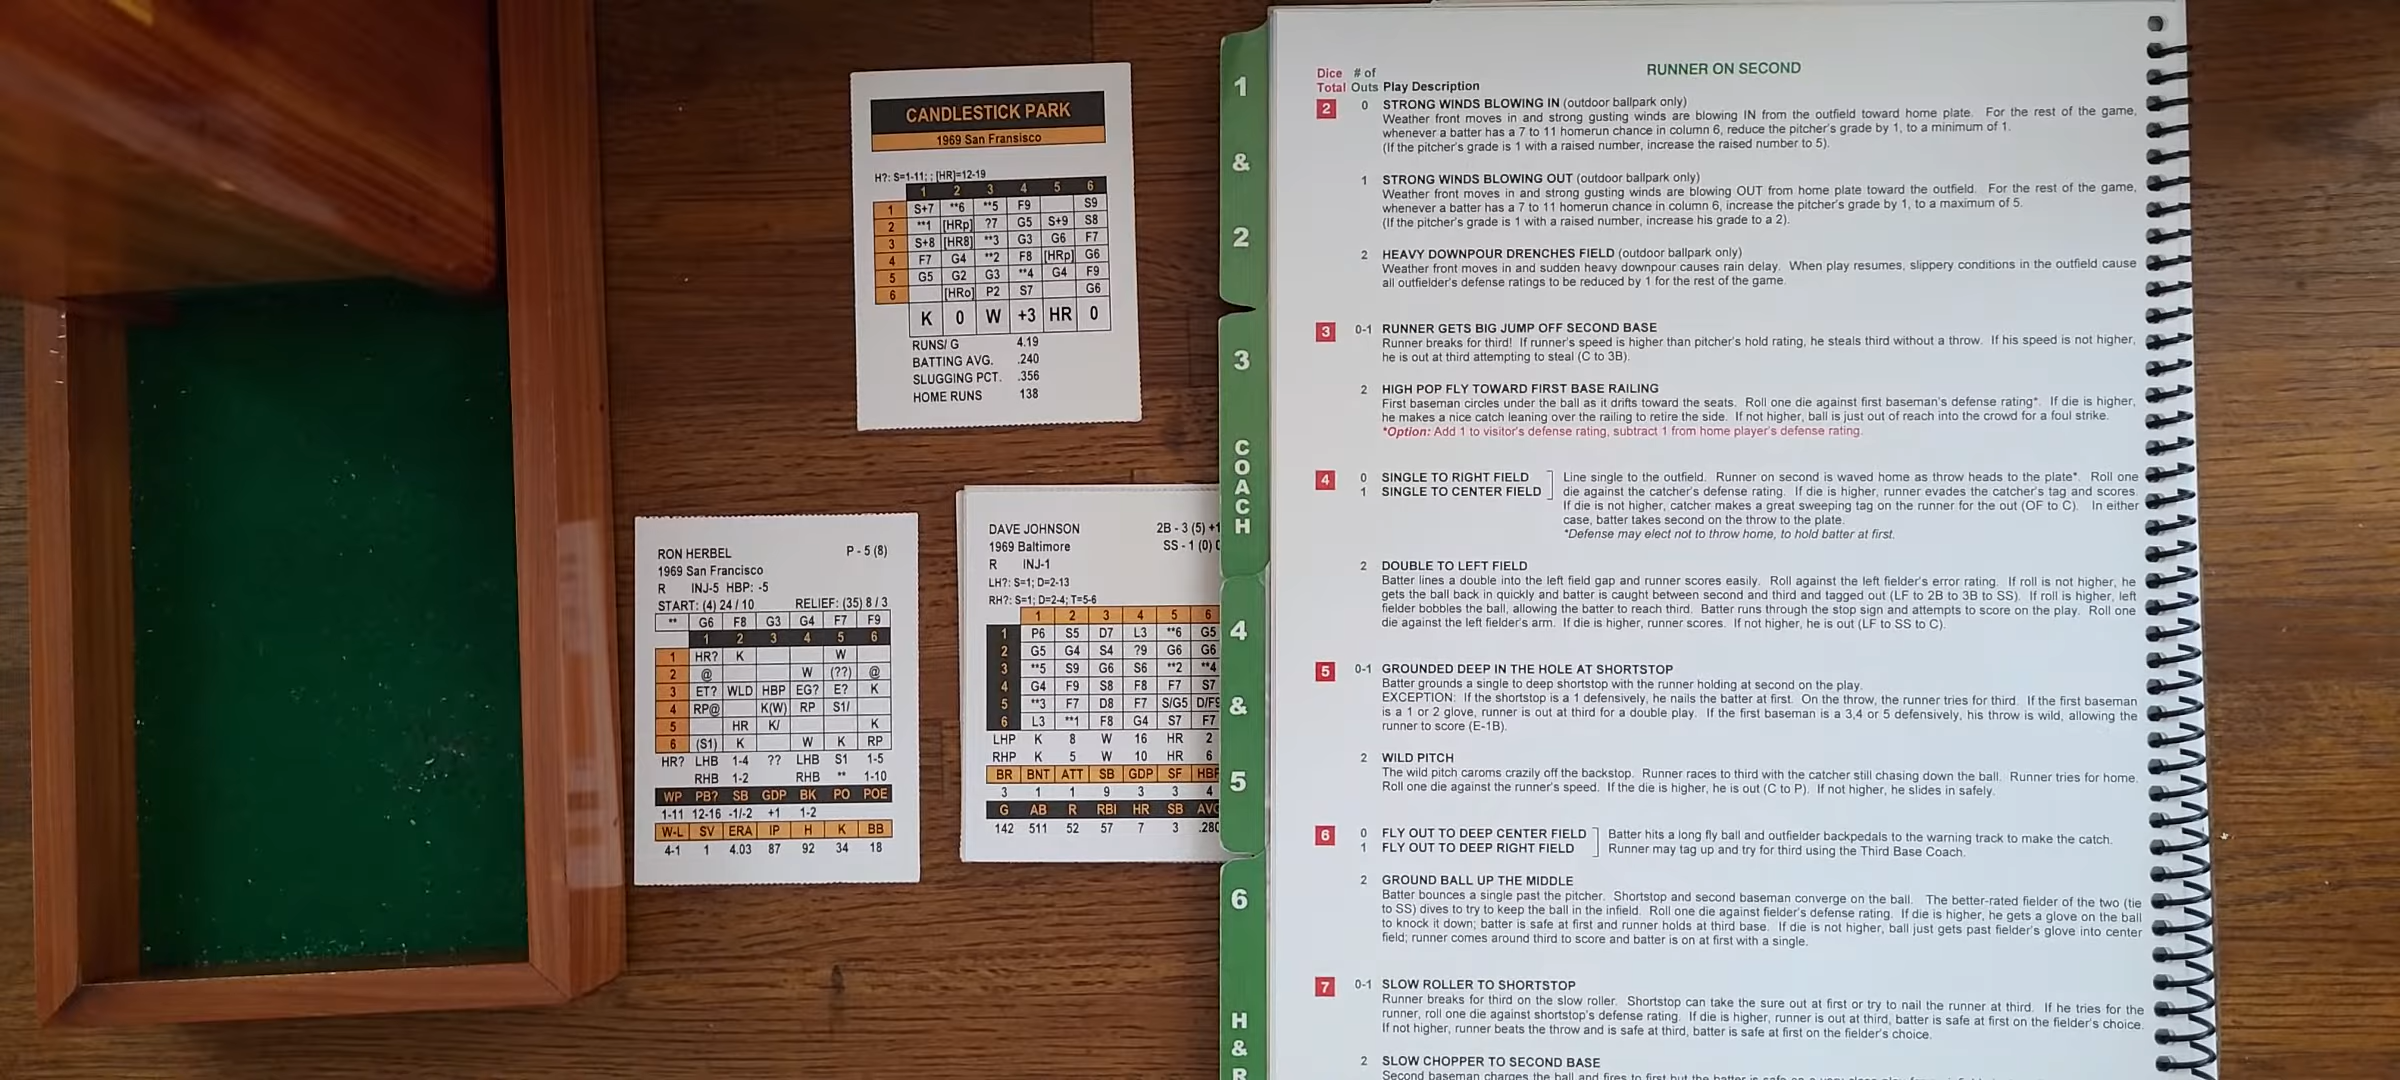 CANDLESTICK PARK
1969 San Fransisco
H?: S=1-11; ; [HR]=12-19
1 2 3 4 5 6
1 S+7 **6 **5 F9 S9
2 **1 [HRp] ?7 G5 S+9 S8
3 S+8 [HR8] **3 G3 G6 F7
4 F7 G4 **2 F8 [HRp] G6
5 G5 G2 G3 **4 G4 F9
6 [HRo] P2 S7 G6
K 0 W +3 HR 0
RUNS/ G 4.19
BATTING AVG. .240
SLUGGING PCT. .356
HOME RUNS 138
RON HERBEL P - 5 (8)
1969 San Francisco
R INJ-5 HBP: -5
START: (4) 24 / 10 RELIEF: (35) 8 / 3
** G6 F8 G3 G4 F7 F9
1 2 3 4 5 6
1 HR? K W
2 @ W (??) @
3 ET? WLD HBP EG? E? K
4 RP@ K(W) RP S1/
5 HR K/ K
6 (S1) K W K RP
HR? LHB 1-4 ?? LHB S1 1-5
RHB 1-2 RHB ** 1-10
WP PB? SB GDP BK PO POE
1-11 12-16 -1/-2 +1 1-2
W-L SV ERA IP H K BB
4-1 1 4.03 87 92 34 18
DAVE JOHNSON 2B - 3 (5) +1
1969 Baltimore SS - 1 (0)
R INJ-1
LH?: S=1; D=2-13
RH?: S=1; D=2-4; T=5-6
1 2 3 4 5 6
1 P6 S5 D7 L3 **6 G5
2 G5 G4 S4 ?9 G6 G6
3 **5 S9 G6 S6 **2 **4
4 G4 F9 S8 F8 F7 S7
5 **3 F7 D8 F7 S/G5 D/F9
6 L3 **1 F8 G4 S7 F7
LHP K 8 W 16 HR 2
RHP K 5 W 10 HR 6
BR BNT ATT SB GDP SF HBP
3 1 1 9 3 3 4
G AB R RBI HR SB AVG
142 511 52 57 7 3 .280
1
&
2
3
COACH
4
&
5
6
H
&
R
RUNNER ON SECOND
Dice # of
Total Outs Play Description
2 0 STRONG WINDS BLOWING IN (outdoor ballpark only)
Weather front moves in and strong gusting winds are blowing IN from the outfield toward home plate. For the rest of the game,
whenever a batter has a 7 to 11 homerun chance in column 6, reduce the pitcher's grade by 1, to a minimum of 1.
(If the pitcher's grade is 1 with a raised number, increase the raised number to 5).
1 STRONG WINDS BLOWING OUT (outdoor ballpark only)
Weather front moves in and strong gusting winds are blowing OUT from home plate toward the outfield. For the rest of the game,
whenever a batter has a 7 to 11 homerun chance in column 6, increase the pitcher's grade by 1, to a maximum of 5.
(If the pitcher's grade is 1 with a raised number, increase his grade to a 2).
2 HEAVY DOWNPOUR DRENCHES FIELD (outdoor ballpark only)
Weather front moves in and sudden heavy downpour causes rain delay. When play resumes, slippery conditions in the outfield cause
all outfielder's defense ratings to be reduced by 1 for the rest of the game.
3 0-1 RUNNER GETS BIG JUMP OFF SECOND BASE
Runner breaks for third! If runner's speed is higher than pitcher's hold rating, he steals third without a throw. If his speed is not higher,
he is out at third attempting to steal (C to 3B).
2 HIGH POP FLY TOWARD FIRST BASE RAILING
First baseman circles under the ball as it drifts toward the seats. Roll one die against first baseman's defense rating*. If die is higher,
he makes a nice catch leaning over the railing to retire the side. If not higher, ball is just out of reach into the crowd for a foul strike.
*Option: Add 1 to visitor's defense rating, subtract 1 from home player's defense rating.
4 0 SINGLE TO RIGHT FIELD
1 SINGLE TO CENTER FIELD
Line single to the outfield. Runner on second is waved home as throw heads to the plate*. Roll one
die against the catcher's defense rating. If die is higher, runner evades the catcher's tag and scores.
If die is not higher, catcher makes a great sweeping tag on the runner for the out (OF to C). In either
case, batter takes second on the throw to the plate.
*Defense may elect not to throw home, to hold batter at first.
2 DOUBLE TO LEFT FIELD
Batter lines a double into the left field gap and runner scores easily. Roll against the left fielder's error rating. If roll is not higher, he
gets the ball back in quickly and batter is caught between second and third and tagged out (LF to 2B to 3B to SS). If roll is higher, left
fielder bobbles the ball, allowing the batter to reach third. Batter runs through the stop sign and attempts to score on the play. Roll one
die against the left fielder's arm. If die is higher, runner scores. If not higher, he is out (LF to SS to C).
5 0-1 GROUNDED DEEP IN THE HOLE AT SHORTSTOP
Batter grounds a single to deep shortstop with the runner holding at second on the play.
EXCEPTION: If the shortstop is a 1 defensively, he nails the batter at first. On the throw, the runner tries for third. If the first baseman
is a 1 or 2 glove, runner is out at third for a double play. If the first baseman is a 3,4 or 5 defensively, his throw is wild, allowing the
runner to score (E-1B).
2 WILD PITCH
The wild pitch caroms crazily off the backstop. Runner races to third with the catcher still chasing down the ball. Runner tries for home.
Roll one die against the runner's speed. If the die is higher, he is out (C to P). If not higher, he slides in safely.
6 0 FLY OUT TO DEEP CENTER FIELD
1 FLY OUT TO DEEP RIGHT FIELD
Batter hits a long fly ball and outfielder backpedals to the warning track to make the catch.
Runner may tag up and try for third using the Third Base Coach.
2 GROUND BALL UP THE MIDDLE
Batter bounces a single past the pitcher. Shortstop and second baseman converge on the ball. The better-rated fielder of the two (tie
to SS) dives to try to keep the ball in the infield. Roll one die against fielder's defense rating. If die is higher, he gets a glove on the ball
to knock it down; batter is safe at first and runner holds at third base. If die is not higher, ball just gets past fielder's glove into center
field; runner comes around third to score and batter is on at first with a single.
7 0-1 SLOW ROLLER TO SHORTSTOP
Runner breaks for third on the slow roller. Shortstop can take the sure out at first or try to nail the runner at third. If he tries for the
runner, roll one die against shortstop's defense rating. If die is higher, runner is out at third, batter is safe at first on the fielder's choice.
If not higher, runner beats the throw and is safe at third, batter is safe at first on the fielder's choice.
2 SLOW CHOPPER TO SECOND BASE
Second baseman charges the ball and fires to first but the batter is safe on a very close play